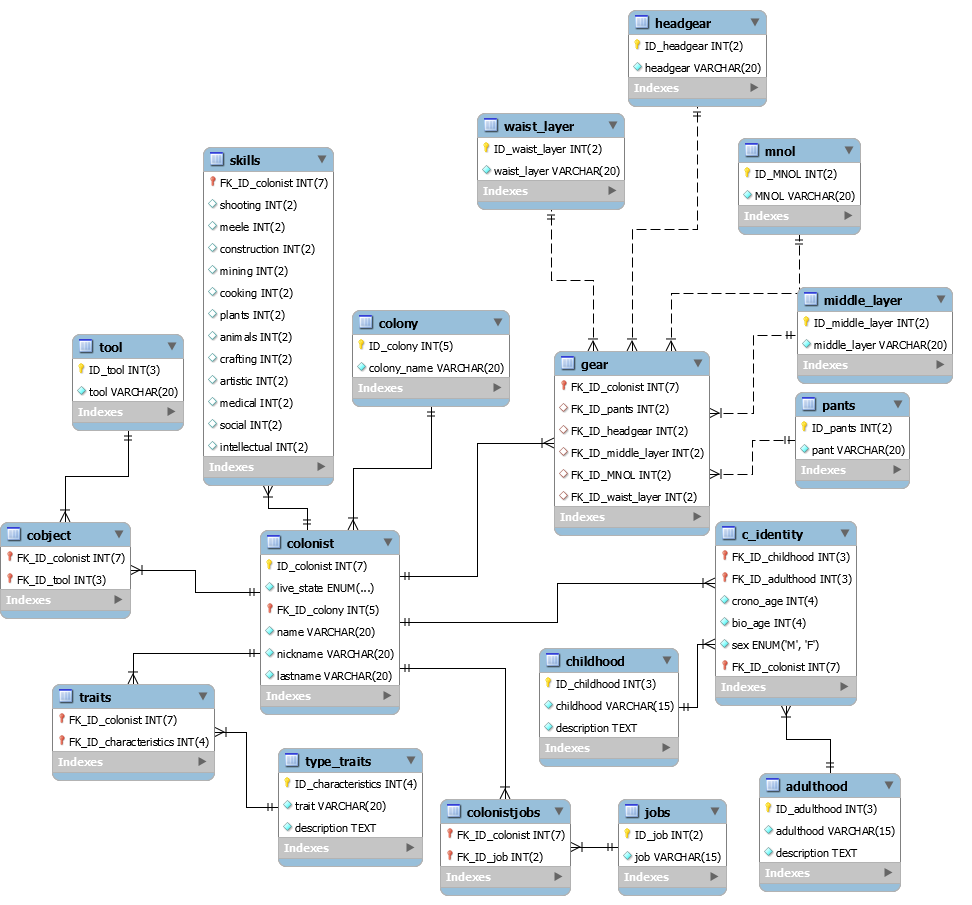 headgear
ID_headgear INT(2)
headgear VARCHAR(20)
Indexes
waist_layer
ID_waist_layer INT(2)
waist_layer VARCHAR(20)
Indexes
mnol
ID_MNOL INT(2)
MNOL VARCHAR(20)
Indexes
skills
FK_ID_colonist INT(7)
shooting INT(2)
meele INT(2)
construction INT(2)
mining INT(2)
cooking INT(2)
plants INT(2)
animals INT(2)
crafting INT(2)
artistic INT(2)
medical INT(2)
social INT(2)
intellectual INT(2)
Indexes
middle_layer
ID_middle_layer INT(2)
middle_layer VARCHAR(20)
Indexes
colony
ID_colony INT(5)
colony_name VARCHAR(20)
Indexes
tool
ID_tool INT(3)
tool VARCHAR(20)
Indexes
gear
FK_ID_colonist INT(7)
FK_ID_pants INT(2)
FK_ID_headgear INT(2)
FK_ID_middle_layer INT(2)
FK_ID_MNOL INT(2)
FK_ID_waist_layer INT(2)
Indexes
pants
ID_pants INT(2)
pant VARCHAR(20)
Indexes
cobject
FK_ID_colonist INT(7)
FK_ID_tool INT(3)
Indexes
colonist
ID_colonist INT(7)
live_state ENUM(...)
FK_ID_colony INT(5)
name VARCHAR(20)
nickname VARCHAR(20)
lastname VARCHAR(20)
Indexes
c_identity
FK_ID_childhood INT(3)
FK_ID_adulthood INT(3)
crono_age INT(4)
bio_age INT(4)
sex ENUM('M', 'F')
FK_ID_colonist INT(7)
Indexes
childhood
ID_childhood INT(3)
childhood VARCHAR(15)
description TEXT
Indexes
traits
FK_ID_colonist INT(7)
FK_ID_characteristics INT(4)
Indexes
type_traits
ID_characteristics INT(4)
trait VARCHAR(20)
description TEXT
Indexes
colonistjobs
FK_ID_colonist INT(7)
FK_ID_job INT(2)
Indexes
jobs
ID_job INT(2)
job VARCHAR(15)
Indexes
adulthood
ID_adulthood INT(3)
adulthood VARCHAR(15)
description TEXT
Indexes